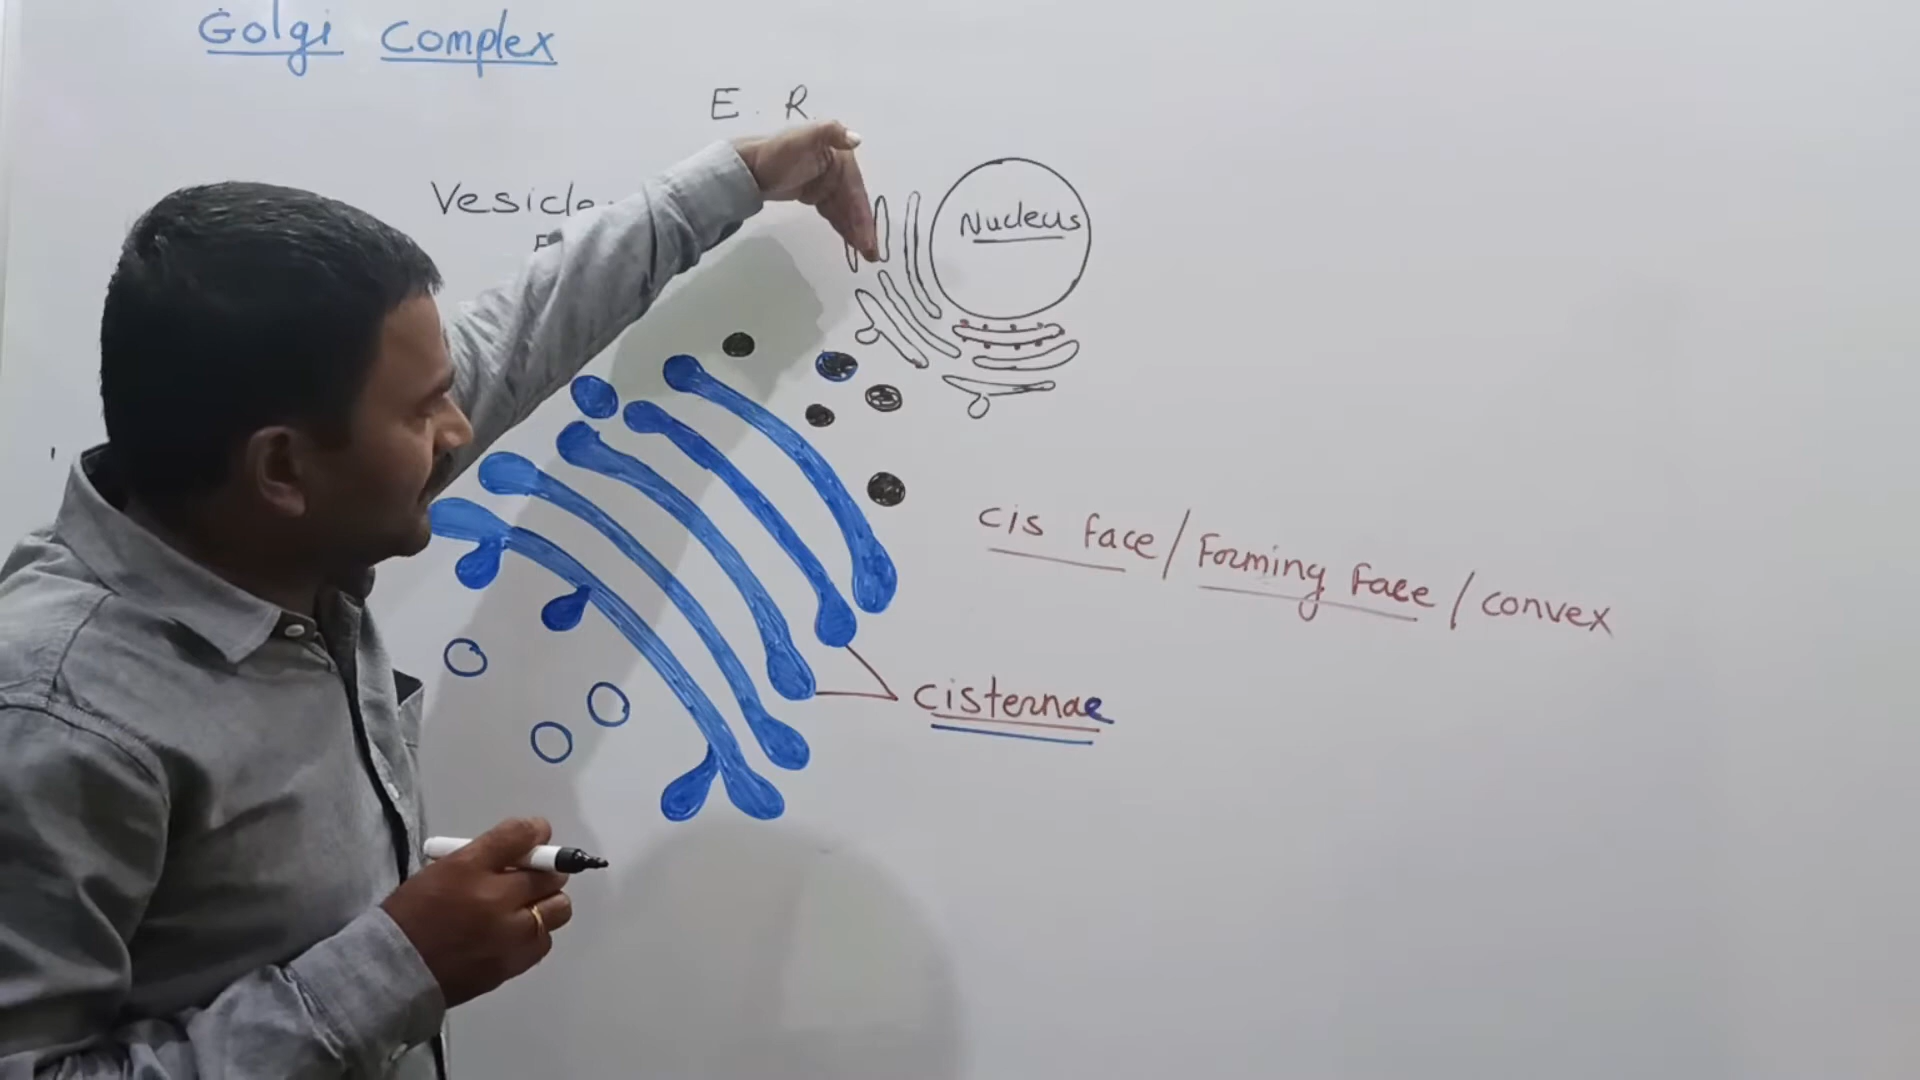 Golgi Complex
E. R.
Vesicle
Nucleus
cis face / Forming Face / convex
cisternae